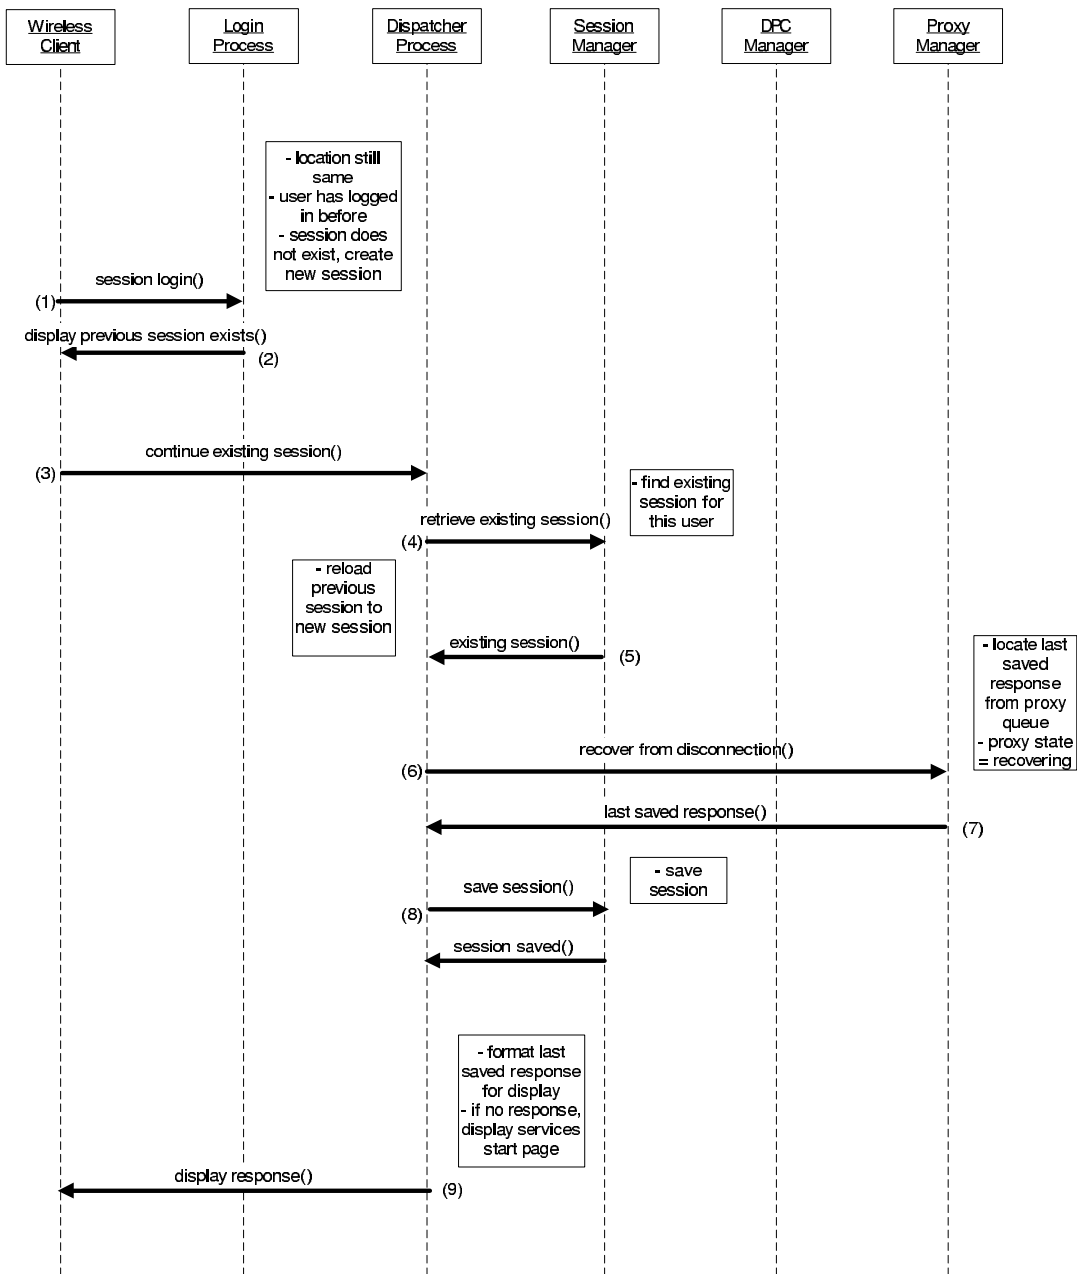 Wireless
Client
Login
Process
Dispatcher
Process
Session
Manager
DPC
Manager
Proxy
Manager
- location still
same
- user has logged
in before
- session does
not exist, create
new session
session login()
(1)
display previous session exists()
(2)
continue existing session()
(3)
- find existing
session for
this user
retrieve existing session()
(4)
- reload
previous
session to
new session
existing session()
(5)
- locate last
saved
response
from proxy
queue
- proxy state
= recovering
recover from disconnection()
(6)
last saved response()
(7)
- save
session
save session()
(8)
session saved()
- format last
saved response
for display
- if no response,
display services
start page
display response()
(9)